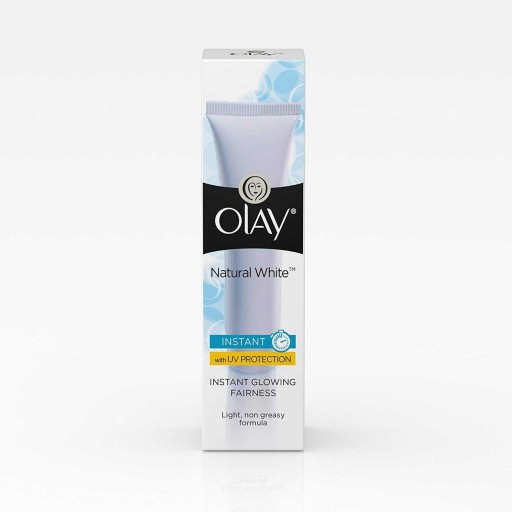 OLAY®
Natural White™
INSTANT
with UV PROTECTION
INSTANT GLOWING
FAIRNESS
Light, non greasy
formula